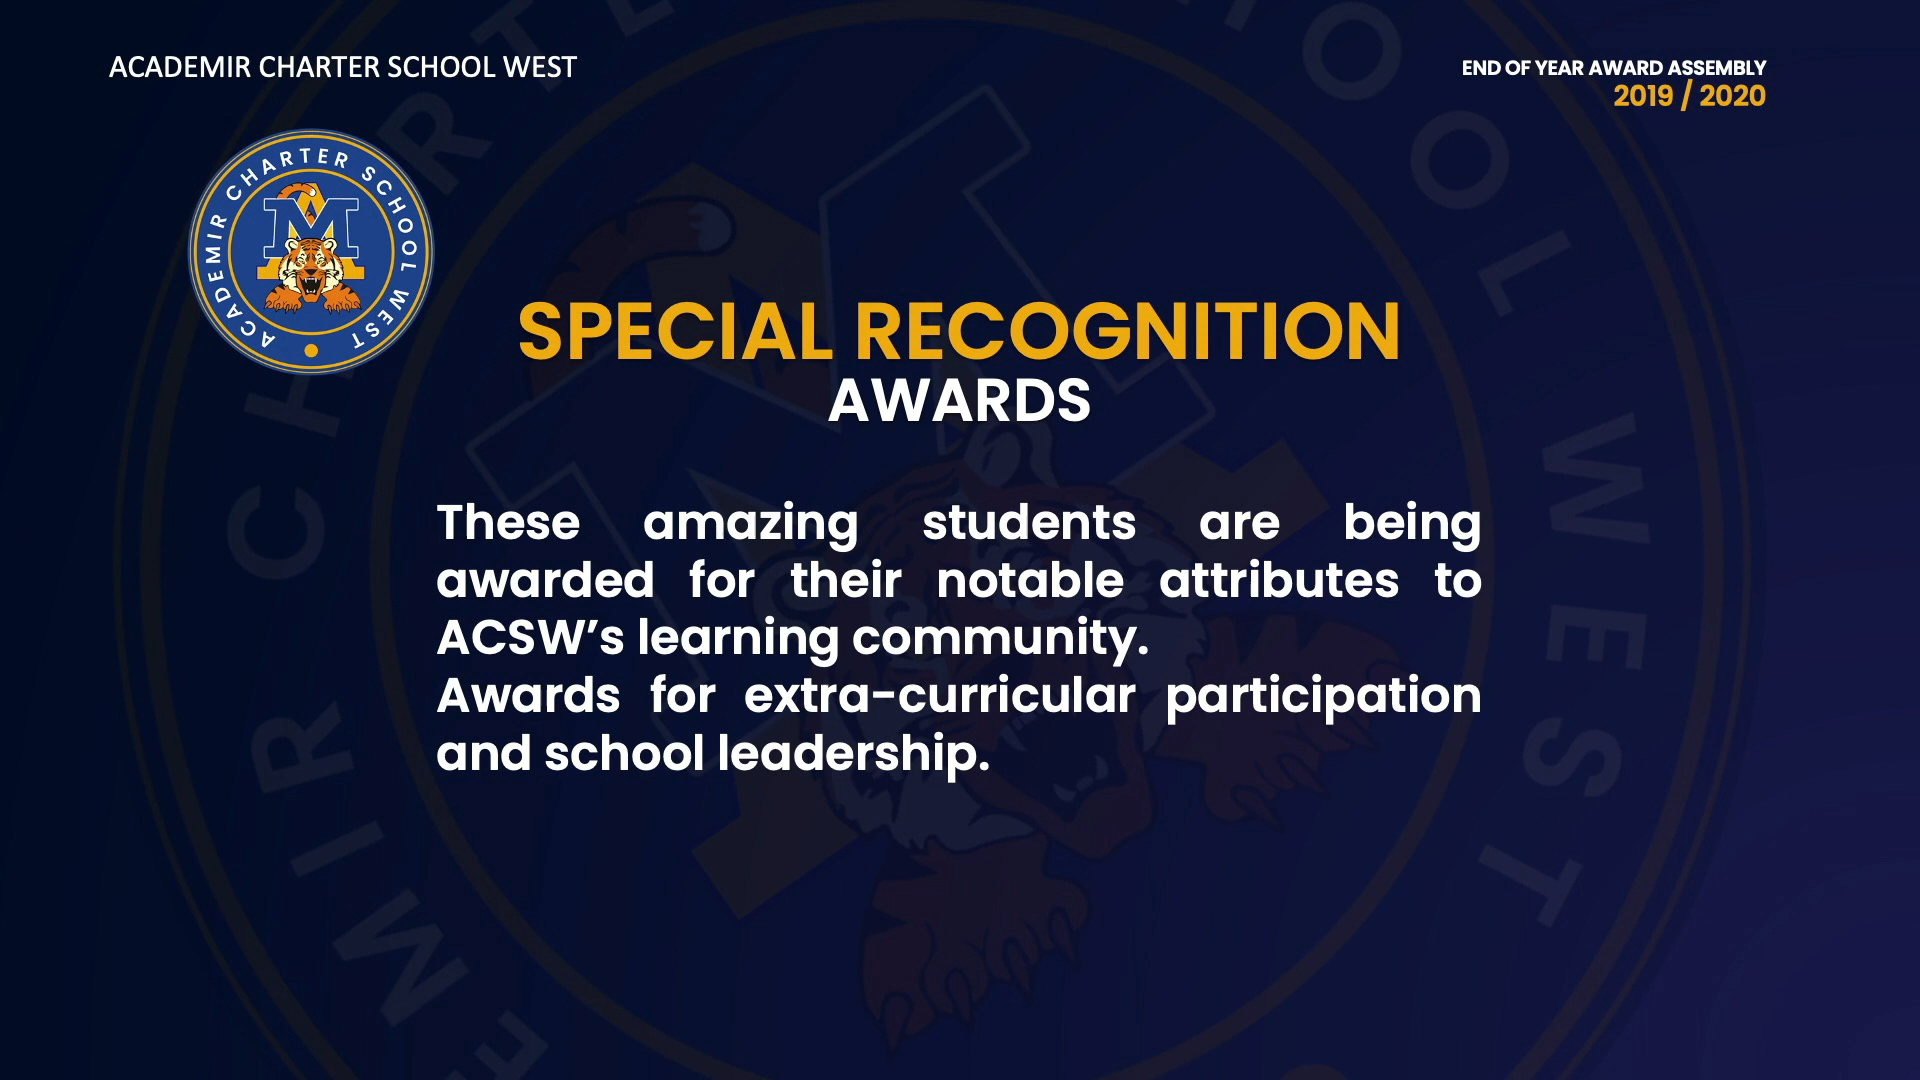 ACADEMIR CHARTER SCHOOL WEST
END OF YEAR AWARD ASSEMBLY
2019 / 2020
ACADEMIR CHARTER SCHOOL WEST
M
SPECIAL RECOGNITION
AWARDS
These amazing students are being
awarded for their notable attributes to
ACSW’s learning community.
Awards for extra-curricular participation
and school leadership.